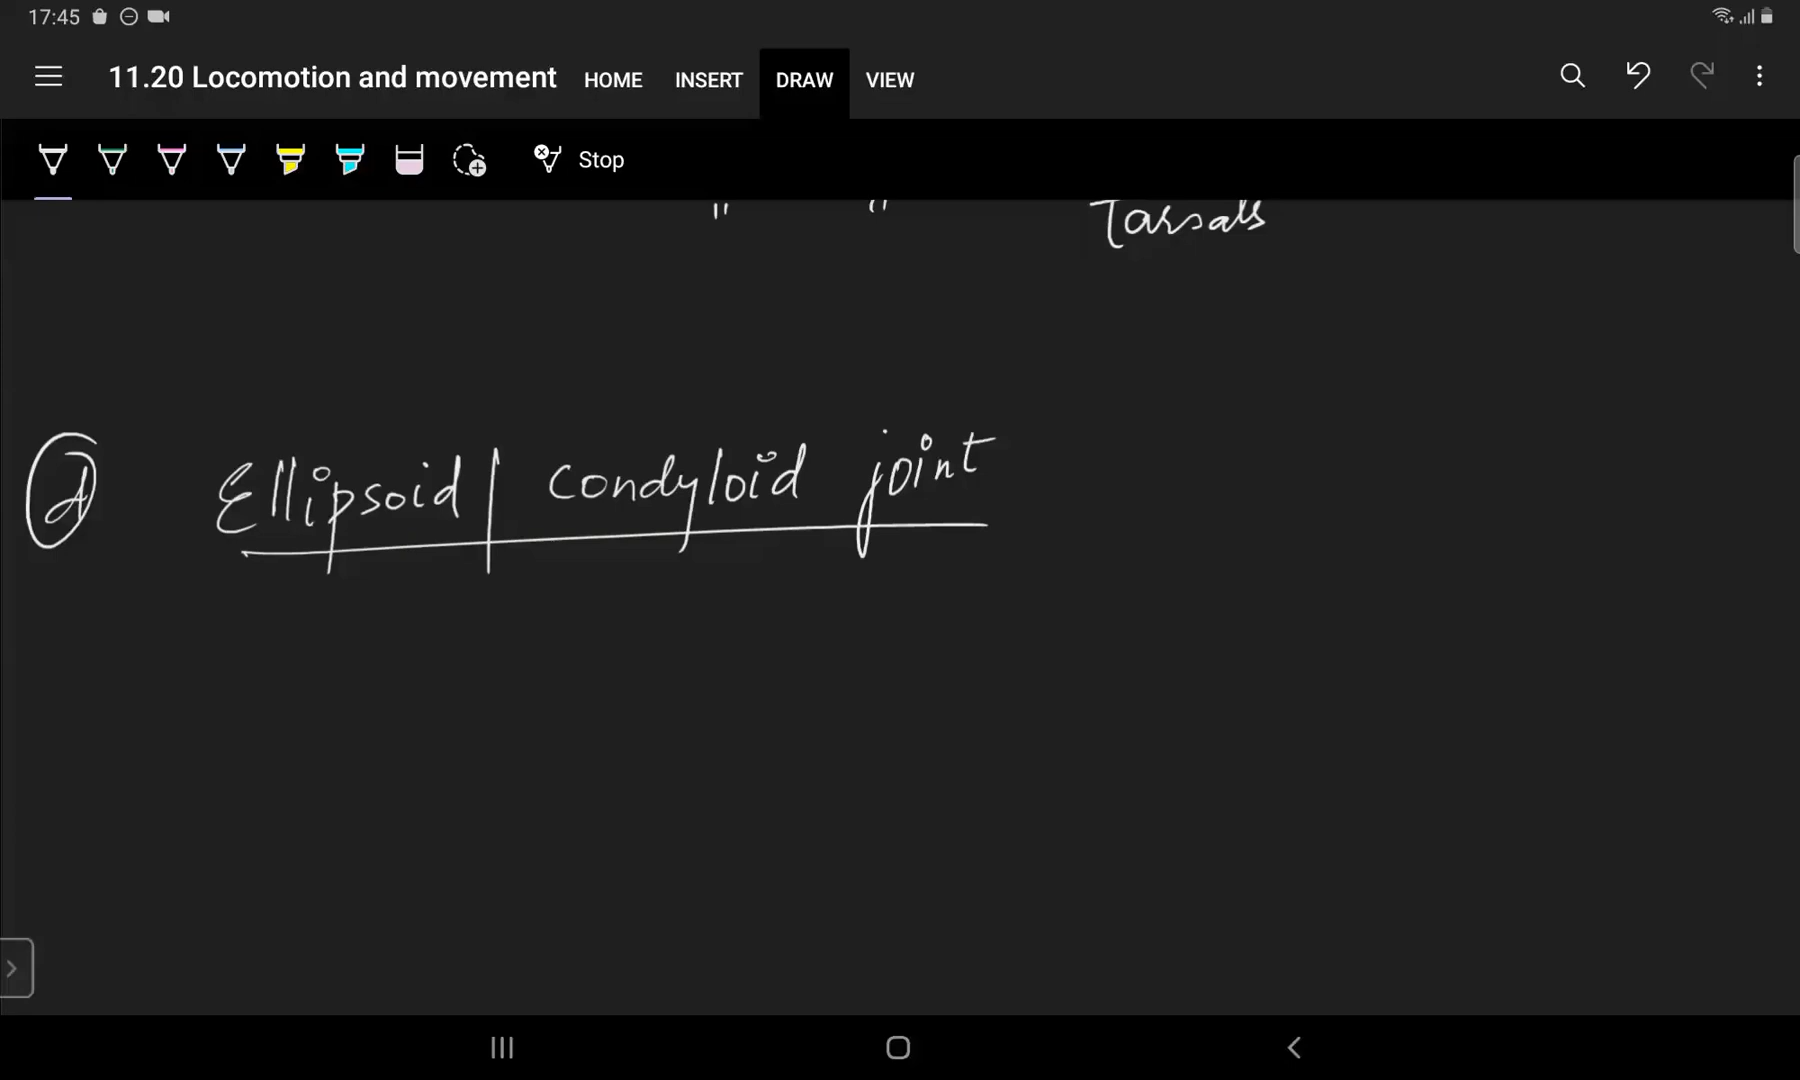 17:45
11.20 Locomotion and movement HOME INSERT DRAW VIEW
Stop
" " Tarsals
d Ellipsoid | condyloid joint